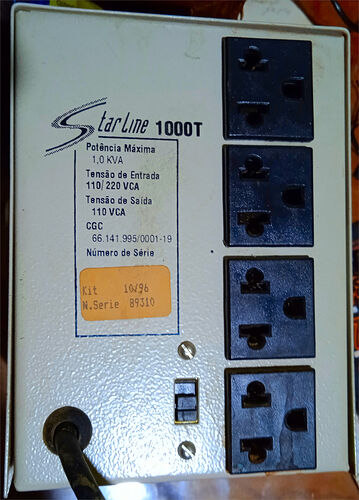 StarLine 1000T
Potência Máxima
1,0 KVA
Tensão de Entrada
110/220 VCA
Tensão de Saída
110 VCA
CGC
66.141.995/0001-19
Número de Série
Kit 10/96
N.Serie 89310